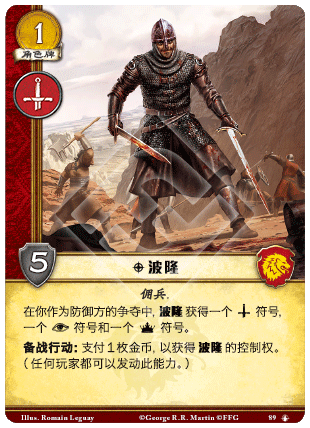 1
角色牌
5
波隆
佣兵.
在你作为防御方的争夺中, 波隆 获得一个 符号,
一个 符号和一个 符号。
备战行动: 支付1枚金币, 以获得 波隆 的控制权。
(任何玩家都可以发动此能力。)
Illus. Romain Leguay ©George R.R. Martin ©FFG 89